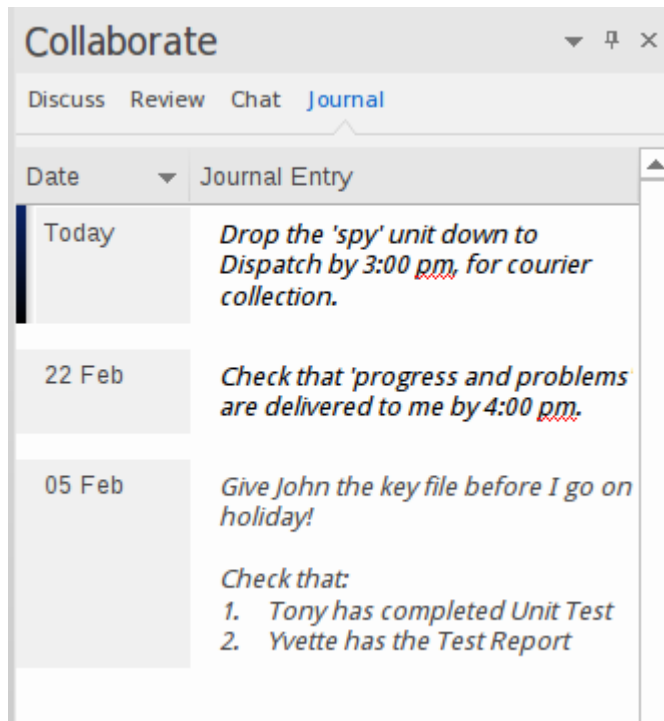 Collaborate
Discuss Review Chat Journal
Date Journal Entry
Today Drop the 'spy' unit down to
Dispatch by 3:00 pm, for courier
collection.
22 Feb Check that 'progress and problems'
are delivered to me by 4:00 pm.
05 Feb Give John the key file before I go on
holiday!
Check that:
1. Tony has completed Unit Test
2. Yvette has the Test Report